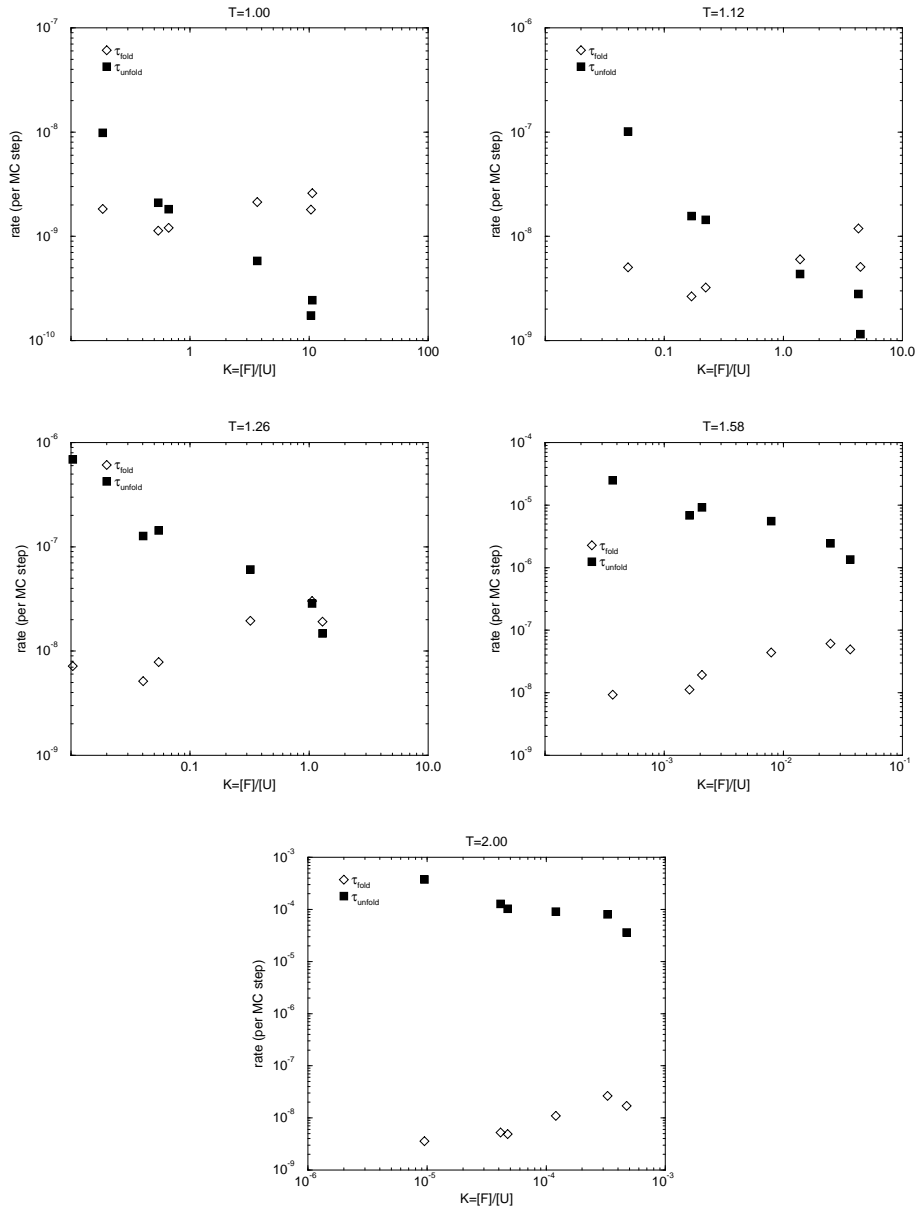 T=1.00
10^-7
10^-8
10^-9
10^-10
rate (per MC step)
τ_fold
τ_unfold
1
10
100
K=[F]/[U]
T=1.12
10^-6
10^-7
10^-8
10^-9
rate (per MC step)
τ_fold
τ_unfold
0.1
1.0
10.0
K=[F]/[U]
T=1.26
10^-6
10^-7
10^-8
10^-9
rate (per MC step)
τ_fold
τ_unfold
0.1
1.0
10.0
K=[F]/[U]
T=1.58
10^-4
10^-5
10^-6
10^-7
10^-8
10^-9
rate (per MC step)
τ_fold
τ_unfold
10^-3
10^-2
10^-1
K=[F]/[U]
T=2.00
10^-3
10^-4
10^-5
10^-6
10^-7
10^-8
10^-9
rate (per MC step)
τ_fold
τ_unfold
10^-6
10^-5
10^-4
10^-3
K=[F]/[U]